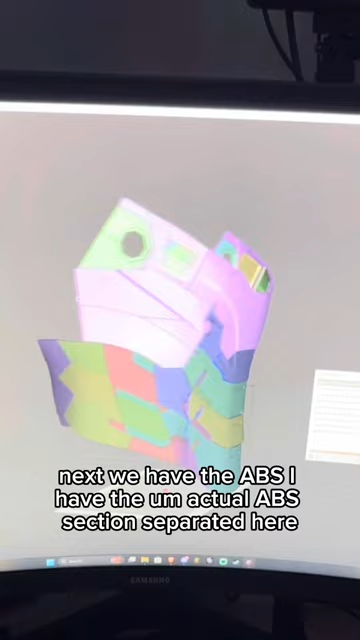 next we have the ABS I
have the um actual ABS
section separated here
SAMSUNG